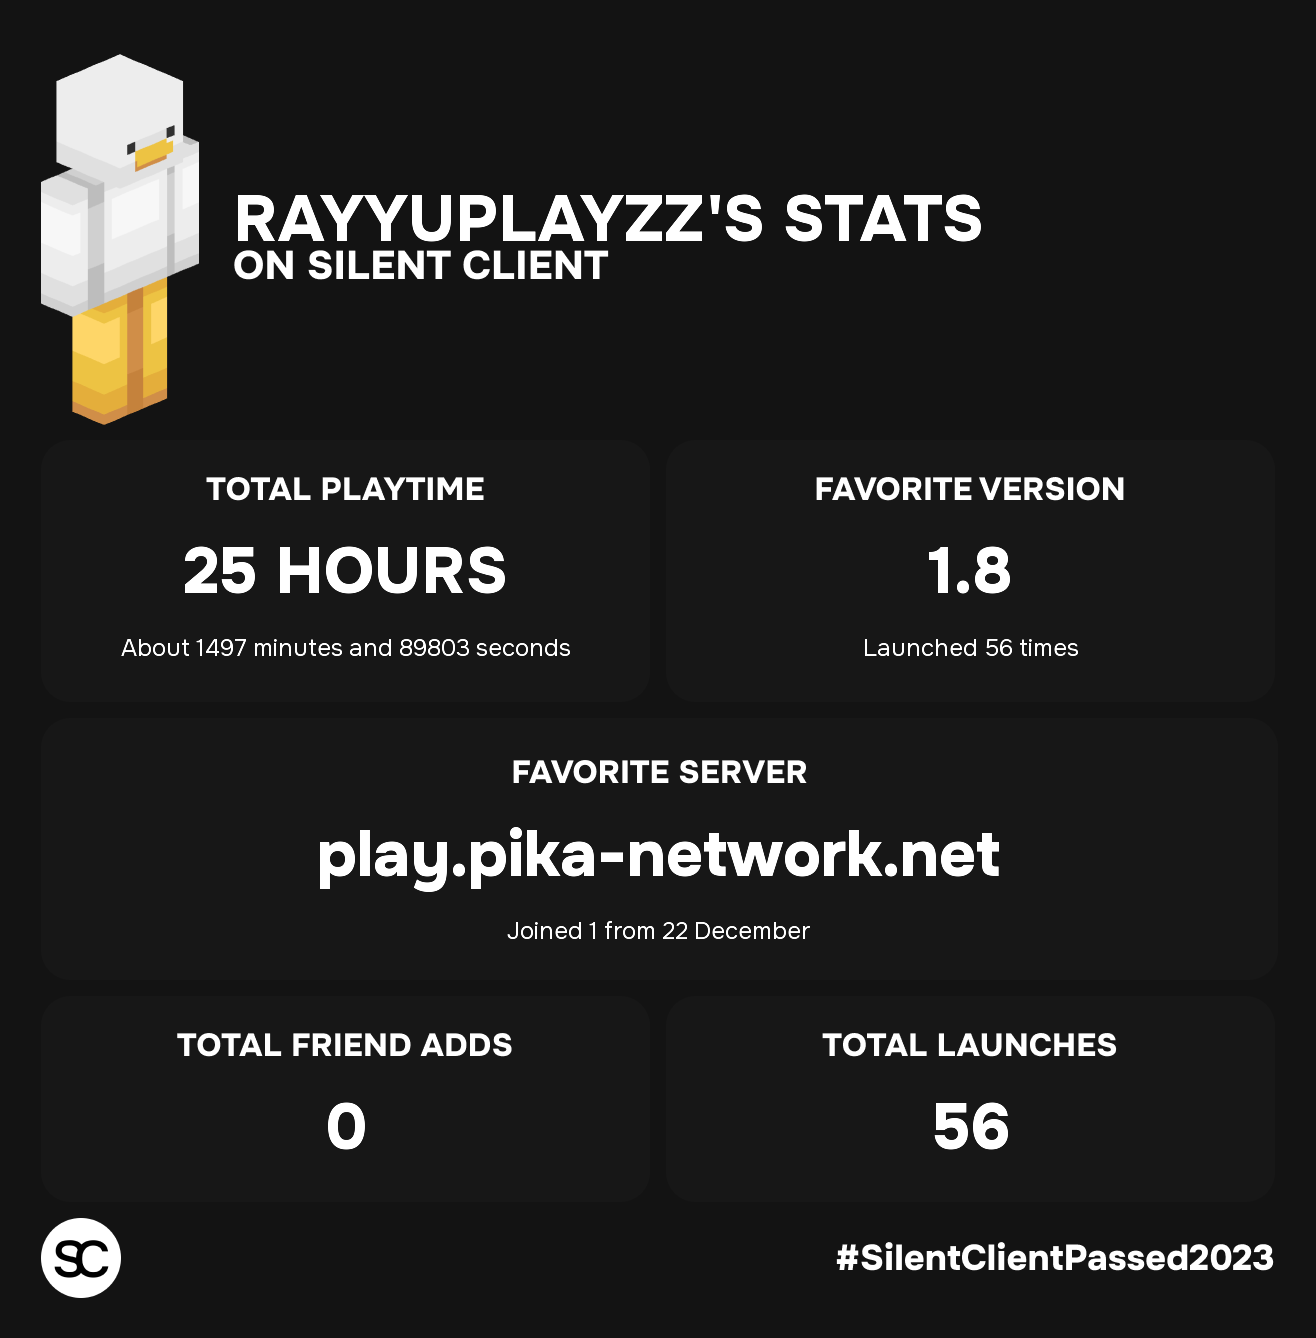 RAYYUPLAYZZ'S STATS
ON SILENT CLIENT
TOTAL PLAYTIME
25 HOURS
About 1497 minutes and 89803 seconds
FAVORITE VERSION
1.8
Launched 56 times
FAVORITE SERVER
play.pika-network.net
Joined 1 from 22 December
TOTAL FRIEND ADDS
0
TOTAL LAUNCHES
56
SC
#SilentClientPassed2023